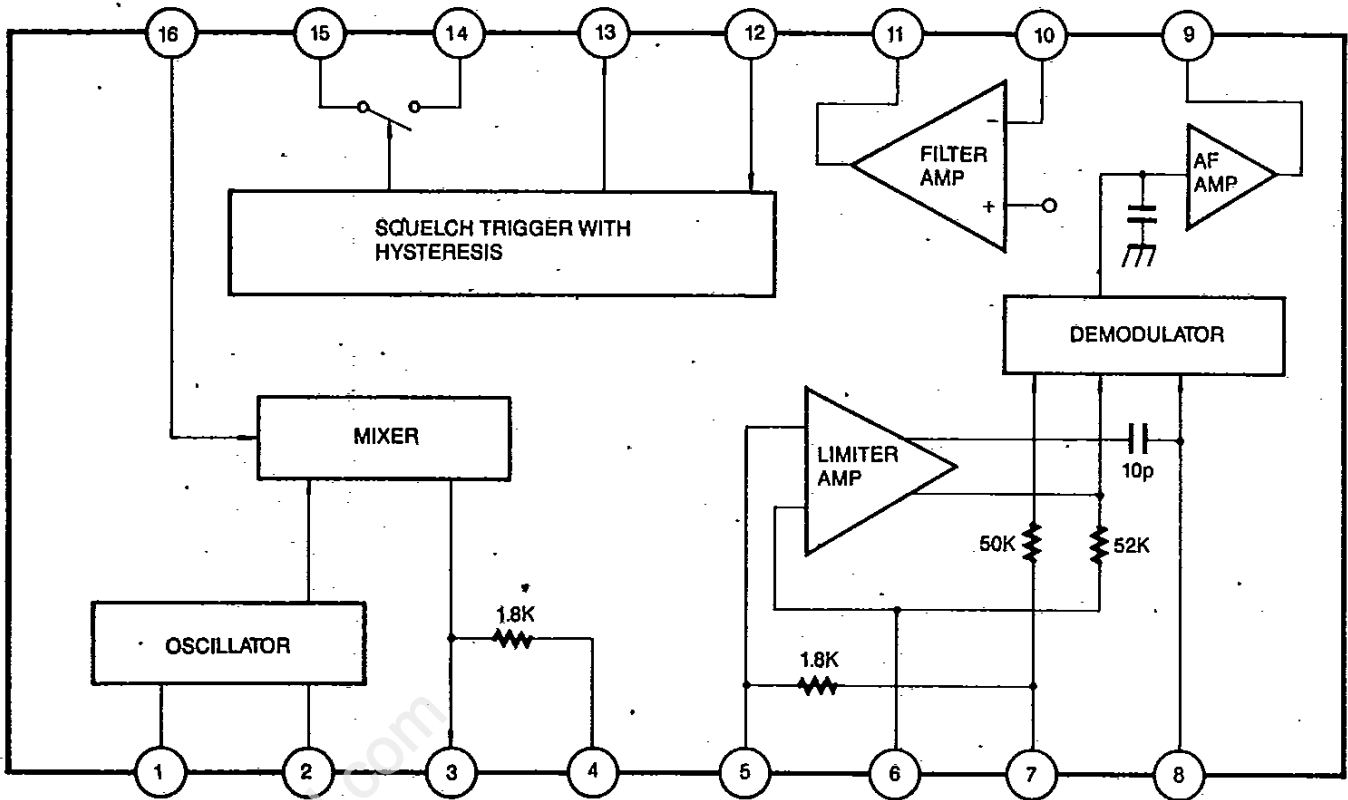 16 15 14 13 12 11 10 9
FILTER
AMP
−
+
AF
AMP
SQUELCH TRIGGER WITH
HYSTERESIS
DEMODULATOR
MIXER
LIMITER
AMP
10p
50K
52K
OSCILLATOR
1.8K
1.8K
1 2 3 4 5 6 7 8
.com